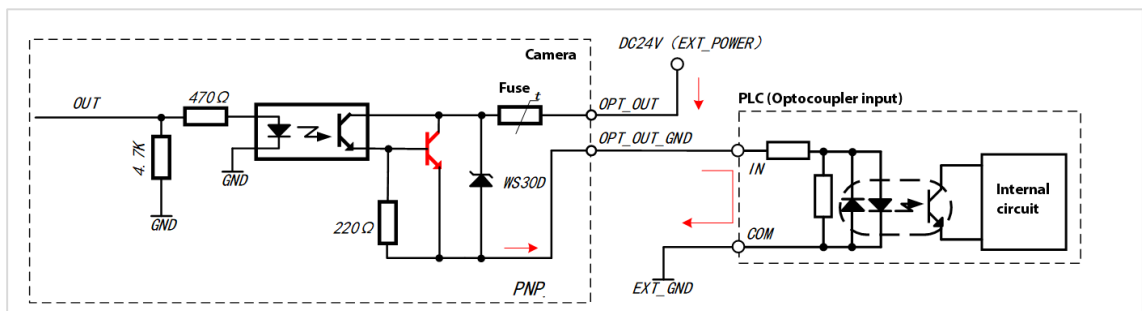 Camera
DC24V (EXT_POWER)
Fuse
t
OPT_OUT
PLC (Optocoupler input)
OUT
470Ω
OPT_OUT_GND
IN
4.7K
GND
WS30D
Internal
circuit
GND
220Ω
COM
PNP
EXT_GND